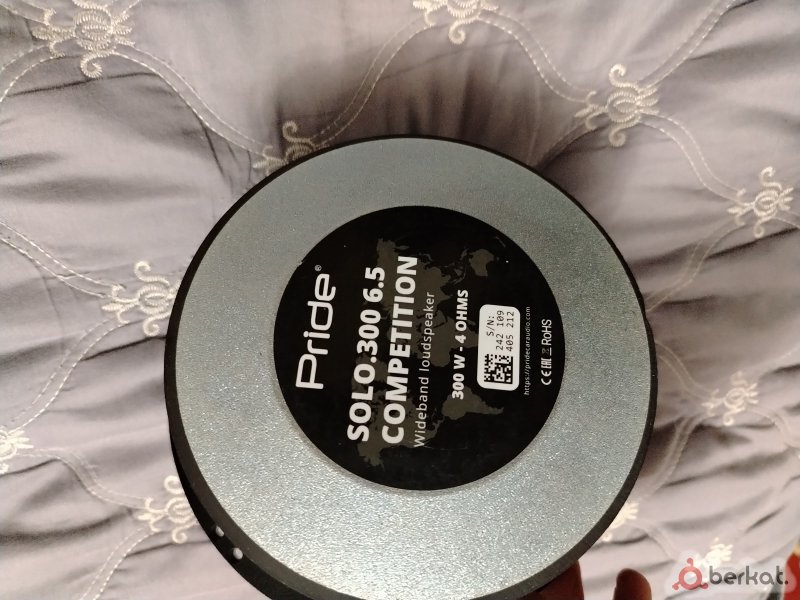 Pride®
SOLO.300 6.5
COMPETITION
Wideband loudspeaker
300 W - 4 OHMS
S/N:
242 109
405 212
https://pridecaraudio.com
CE EAC RoHS
berkat.